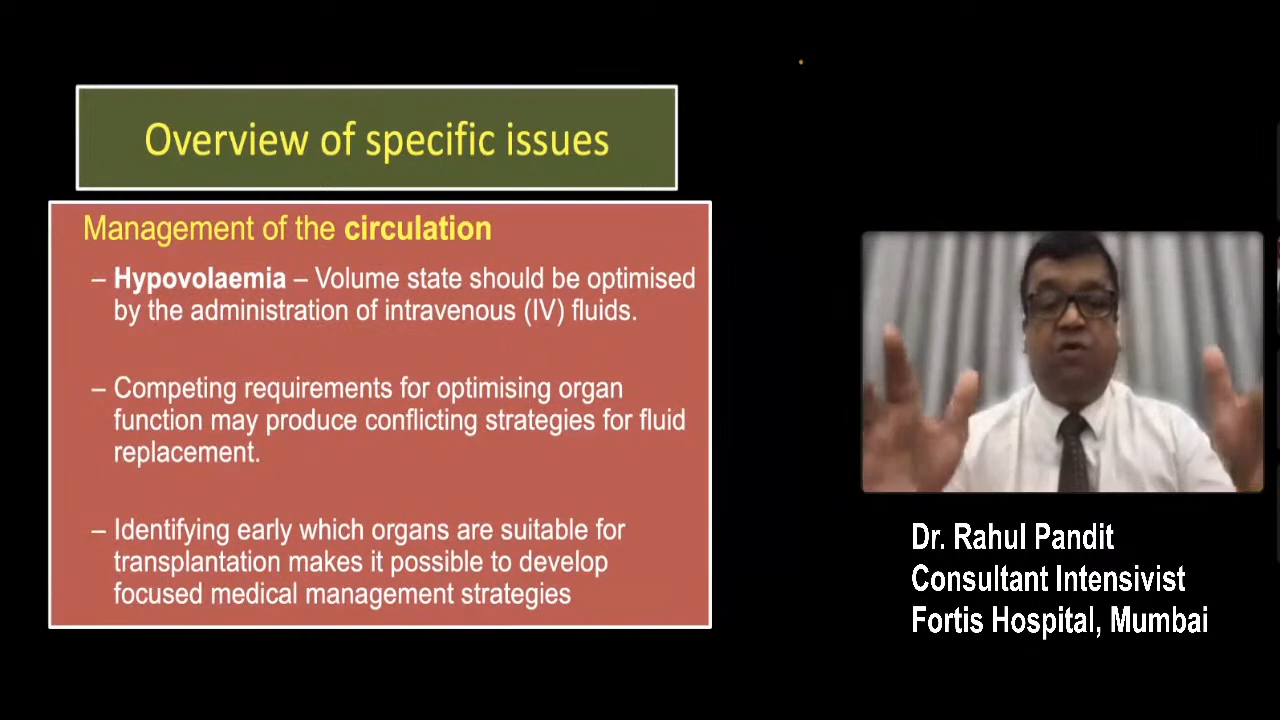 Overview of specific issues
Management of the circulation
– Hypovolaemia – Volume state should be optimised
by the administration of intravenous (IV) fluids.
– Competing requirements for optimising organ
function may produce conflicting strategies for fluid
replacement.
– Identifying early which organs are suitable for
transplantation makes it possible to develop
focused medical management strategies
Dr. Rahul Pandit
Consultant Intensivist
Fortis Hospital, Mumbai